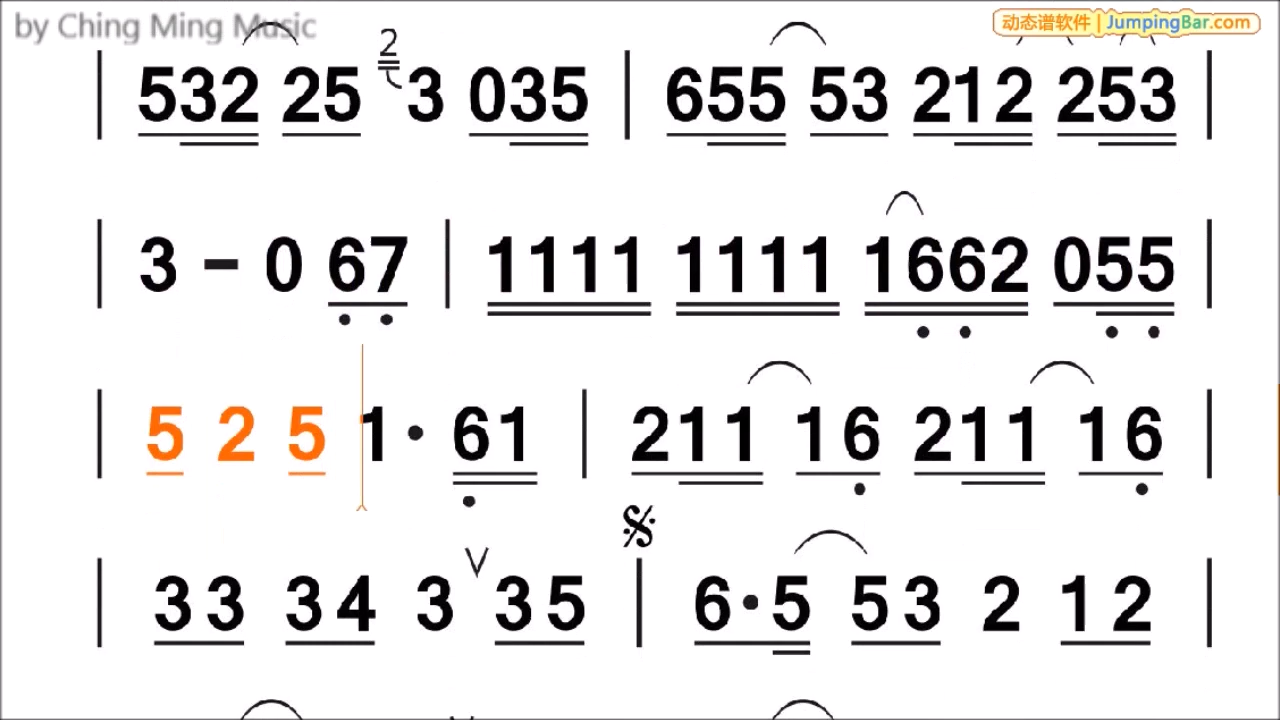 by Ching Ming Music
动态谱软件 | JumpingBar.com
2
| 532 25 3 035 | 655 53 212 253 |
| 3 - 0 67 | 1111 1111 1662 055 |
| 5 2 5 1· 61 | 211 16 211 16 |
| 33 34 3 35 | 6·5 53 2 12 |